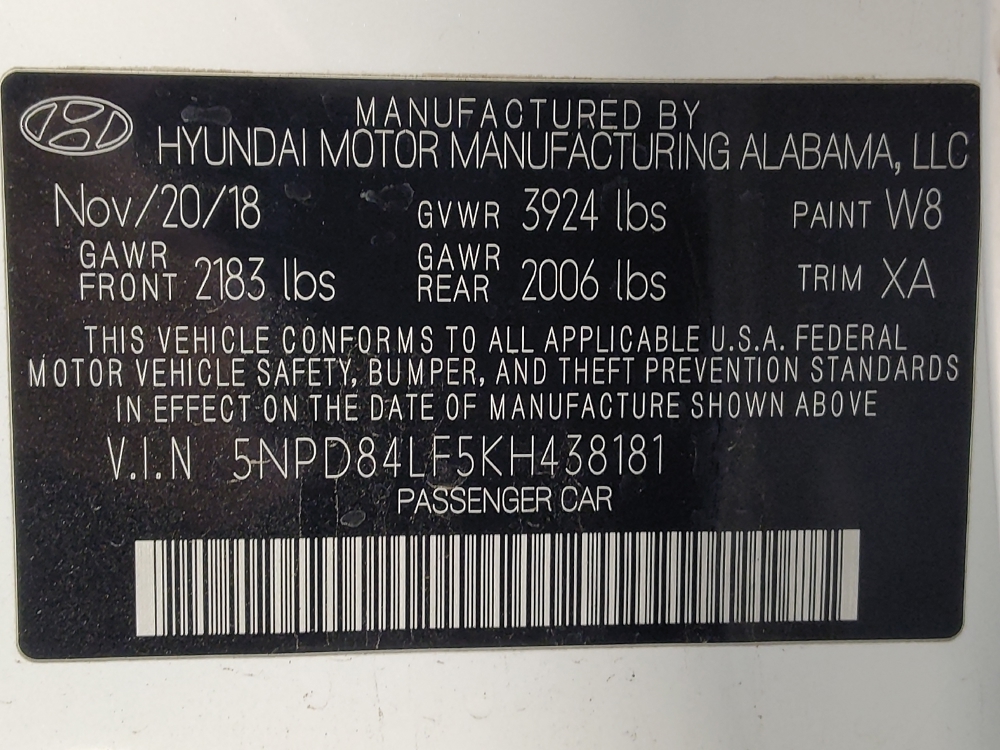 MANUFACTURED BY
HYUNDAI MOTOR MANUFACTURING ALABAMA, LLC
Nov/20/18 GVWR 3924 lbs PAINT W8
GAWR FRONT 2183 lbs GAWR REAR 2006 lbs TRIM XA
THIS VEHICLE CONFORMS TO ALL APPLICABLE U.S.A. FEDERAL
MOTOR VEHICLE SAFETY, BUMPER, AND THEFT PREVENTION STANDARDS
IN EFFECT ON THE DATE OF MANUFACTURE SHOWN ABOVE
V.I.N 5NPD84LF5KH438181
PASSENGER CAR